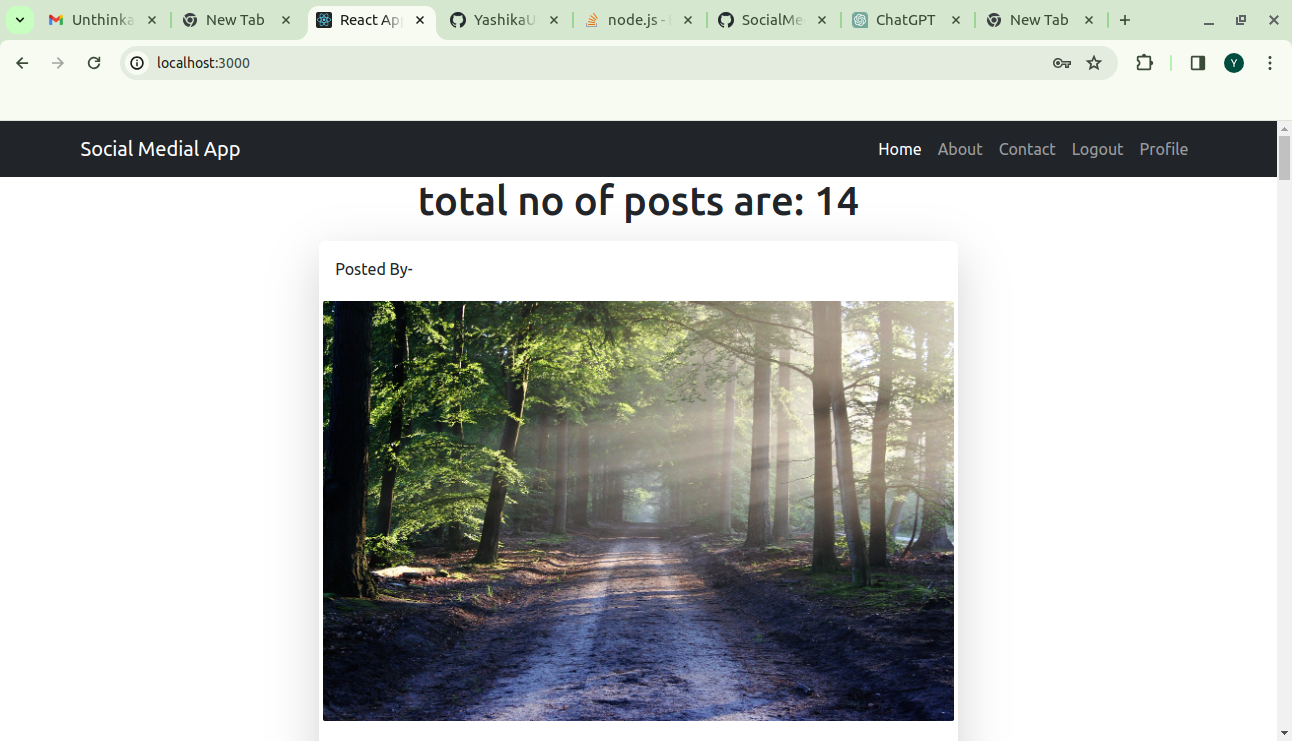 Unthinka New Tab React App YashikaU node.js - SocialMe ChatGPT New Tab
localhost:3000
Y
Social Medial App Home About Contact Logout Profile
total no of posts are: 14
Posted By-